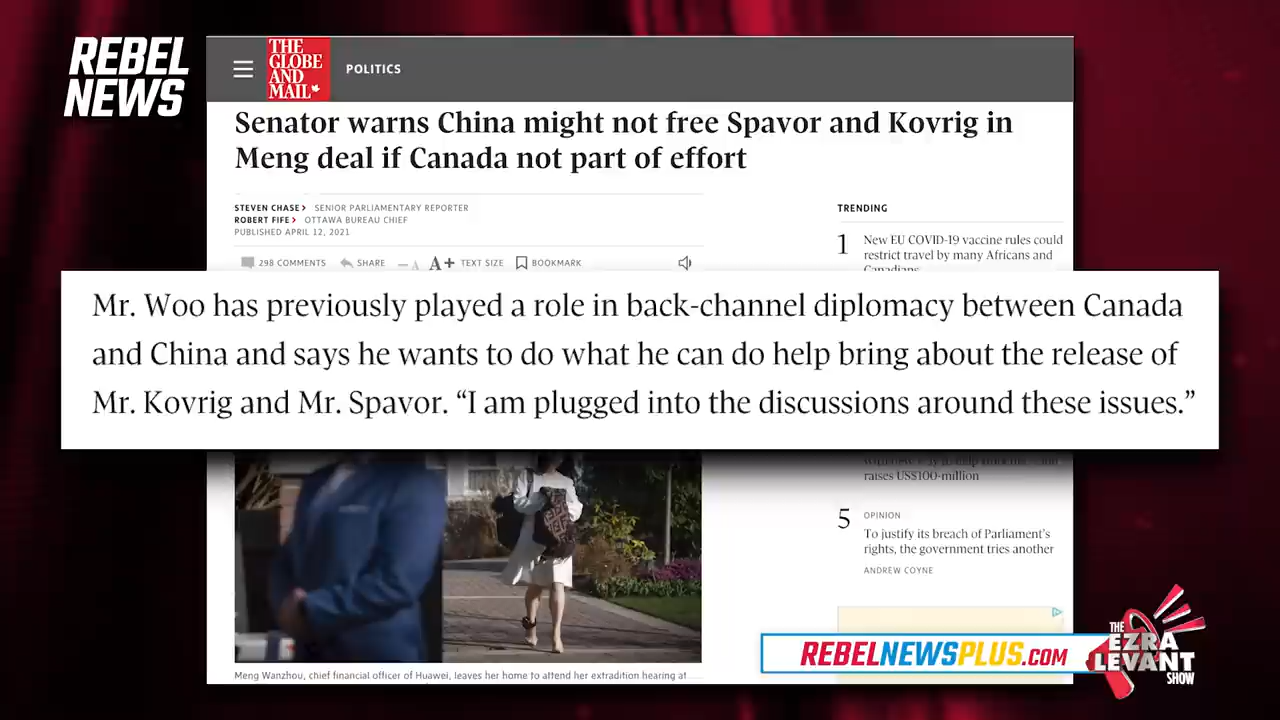 REBEL
NEWS
THE
GLOBE
AND
MAIL
POLITICS
Senator warns China might not free Spavor and Kovrig in
Meng deal if Canada not part of effort
STEVEN CHASE > SENIOR PARLIAMENTARY REPORTER
ROBERT FIFE > OTTAWA BUREAU CHIEF
PUBLISHED APRIL 12, 2021
298 COMMENTS SHARE — A A+ TEXT SIZE BOOKMARK
TRENDING
1 New EU COVID-19 vaccine rules could
restrict travel by many Africans and
Canadians
Mr. Woo has previously played a role in back-channel diplomacy between Canada
and China and says he wants to do what he can do help bring about the release of
Mr. Kovrig and Mr. Spavor. “I am plugged into the discussions around these issues.”
raises US$100-million
5 OPINION
To justify its breach of Parliament’s
rights, the government tries another
ANDREW COYNE
Meng Wanzhou, chief financial officer of Huawei, leaves her home to attend her extradition hearing at
REBELNEWSPLUS.COM
THE
EZRA
LEVANT
SHOW